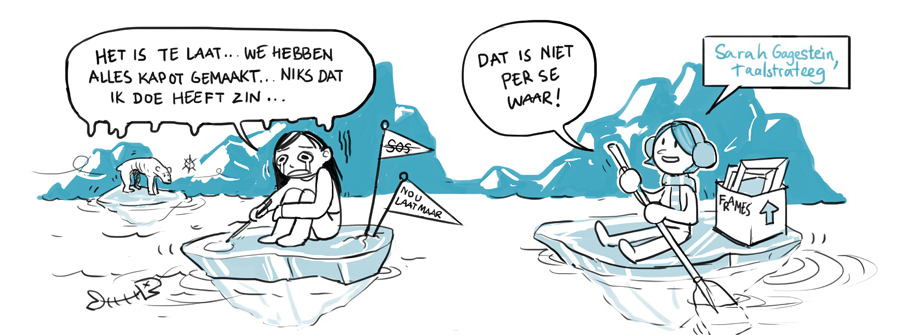 HET IS TE LAAT... WE HEBBEN
ALLES KAPOT GEMAAKT... NIKS DAT
IK DOE HEEFT ZIN...
SOS
NOU
LAAT MAAR
DAT IS NIET
PER SE
WAAR!
Sarah Gagestein,
Taalstrateeg
FRAMES